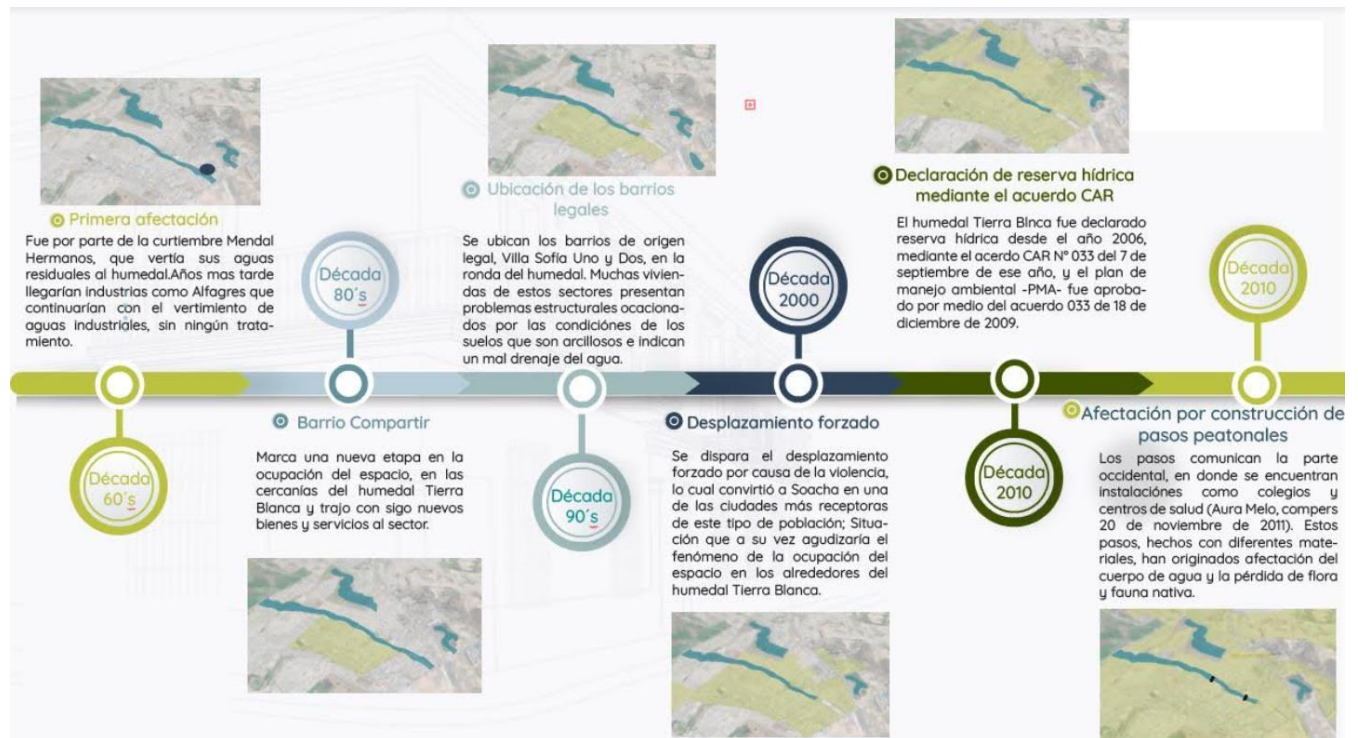 Primera afectación
Fue por parte de la curtiembre Mendal
Hermanos, que vertía sus aguas
residuales al humedal.Años mas tarde
llegarían industrias como Alfagres que
continuarían con el vertimiento de
aguas industriales, sin ningún trata-
miento.
Década
60´s
Década
80´s
Barrio Compartir
Marca una nueva etapa en la
ocupación del espacio, en las
cercanías del humedal Tierra
Blanca y trajo con sigo nuevos
bienes y servicios al sector.
Ubicación de los barrios
legales
Se ubican los barrios de origen
legal, Villa Sofía Uno y Dos, en la
ronda del humedal. Muchas vivien-
das de estos sectores presentan
problemas estructurales ocaciona-
dos por las condiciónes de los
suelos que son arcillosos e indican
un mal drenaje del agua.
Década
90´s
Década
2000
Desplazamiento forzado
Se dispara el desplazamiento
forzado por causa de la violencia,
lo cual convirtió a Soacha en una
de las ciudades más receptoras
de este tipo de población; Situa-
ción que a su vez agudizaría el
fenómeno de la ocupación del
espacio en los alrededores del
humedal Tierra Blanca.
Declaración de reserva hídrica
mediante el acuerdo CAR
El humedal Tierra Blnca fue declarado
reserva hídrica desde el año 2006,
mediante el acerdo CAR N° 033 del 7 de
septiembre de ese año, y el plan de
manejo ambiental -PMA- fue aproba-
do por medio del acuerdo 033 de 18 de
diciembre de 2009.
Década
2010
Década
2010
Afectación por construcción de
pasos peatonales
Los pasos comunican la parte
occidental, en donde se encuentran
instalaciónes como colegios y
centros de salud (Aura Melo, compers
20 de noviembre de 2011). Estos
pasos, hechos con diferentes mate-
riales, han originados afectación del
cuerpo de agua y la pérdida de flora
y fauna nativa.